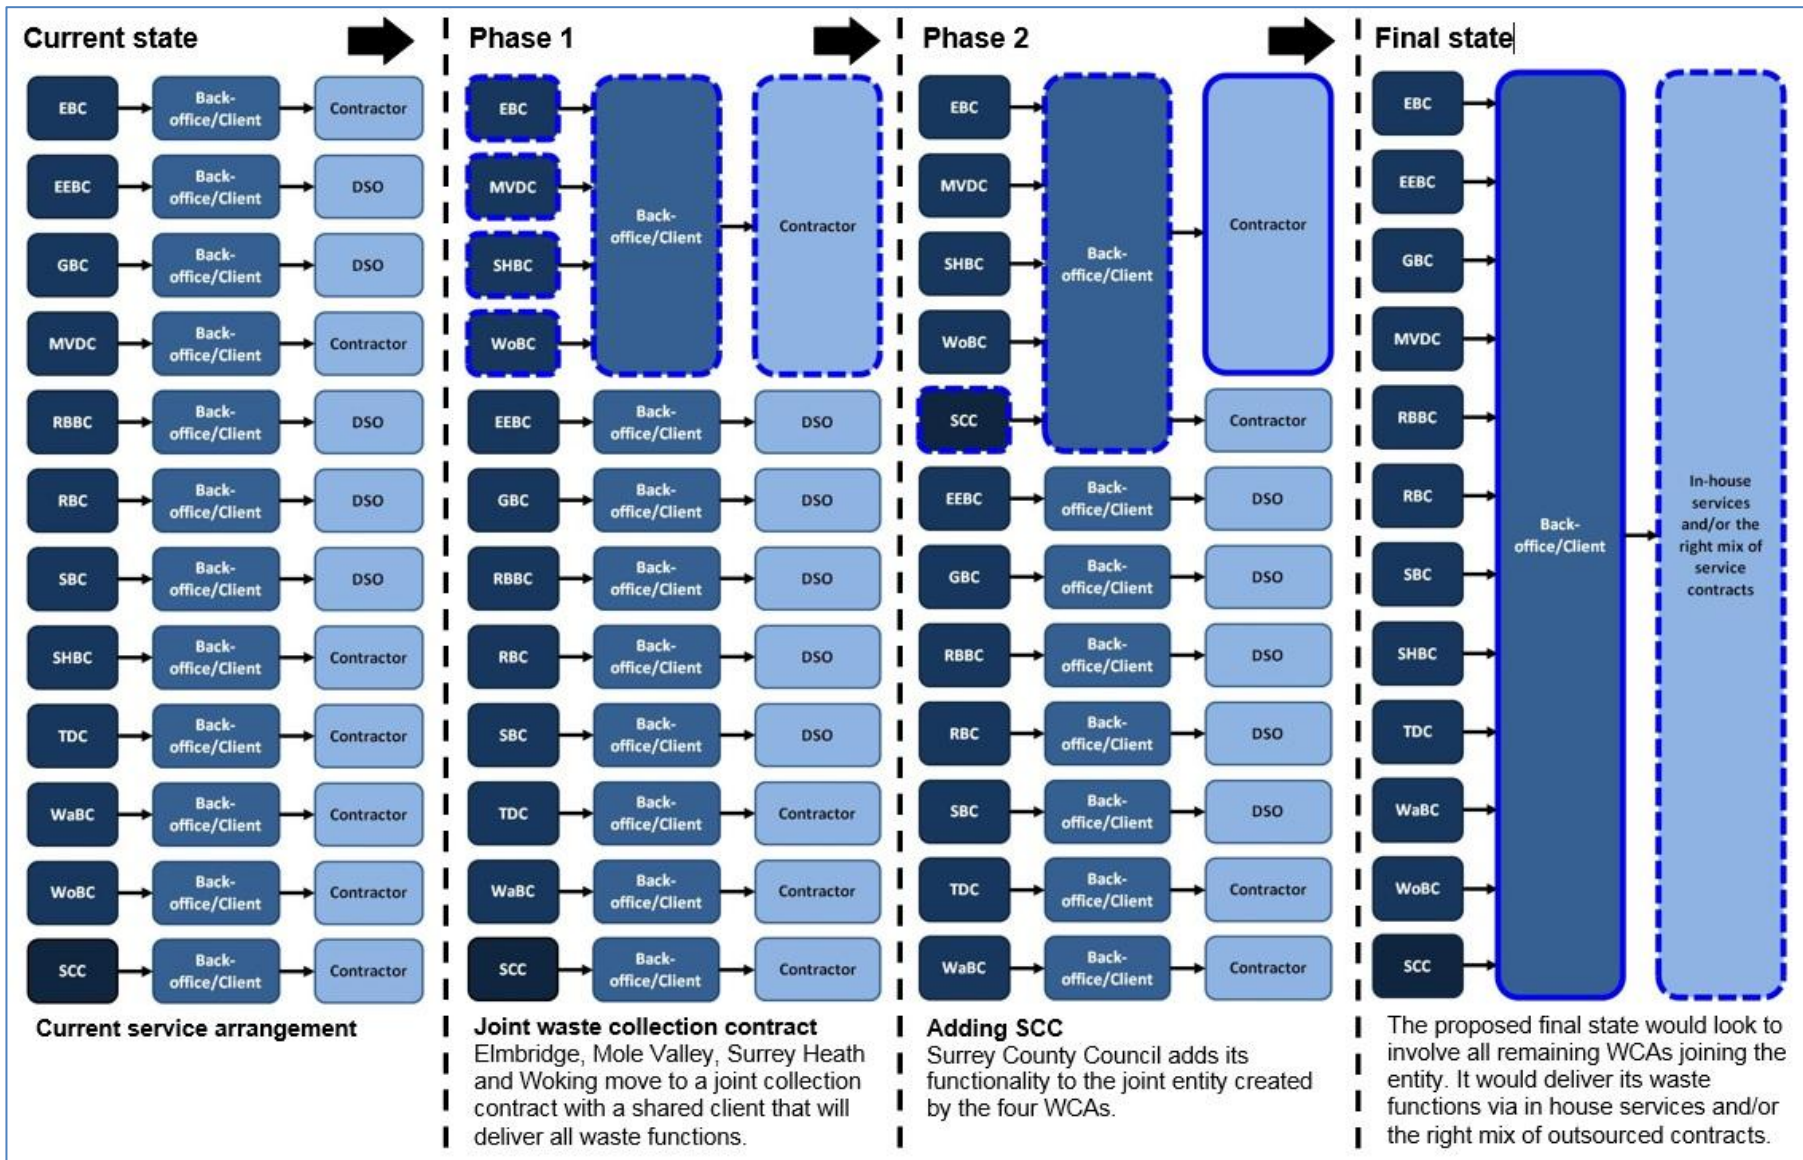 Current state
EBC
Back-
office/Client
Contractor
EEBC
Back-
office/Client
DSO
GBC
Back-
office/Client
DSO
MVDC
Back-
office/Client
Contractor
RBBC
Back-
office/Client
DSO
RBC
Back-
office/Client
DSO
SBC
Back-
office/Client
DSO
SHBC
Back-
office/Client
Contractor
TDC
Back-
office/Client
Contractor
WaBC
Back-
office/Client
Contractor
WoBC
Back-
office/Client
Contractor
SCC
Back-
office/Client
Contractor
Current service arrangement
Phase 1
EBC
MVDC
SHBC
WoBC
Back-
office/Client
Contractor
EEBC
Back-
office/Client
DSO
GBC
Back-
office/Client
DSO
RBBC
Back-
office/Client
DSO
RBC
Back-
office/Client
DSO
SBC
Back-
office/Client
DSO
TDC
Back-
office/Client
Contractor
WaBC
Back-
office/Client
Contractor
SCC
Back-
office/Client
Contractor
Joint waste collection contract
Elmbridge, Mole Valley, Surrey Heath
and Woking move to a joint collection
contract with a shared client that will
deliver all waste functions.
Phase 2
EBC
MVDC
SHBC
WoBC
SCC
Back-
office/Client
Contractor
Contractor
EEBC
Back-
office/Client
DSO
GBC
Back-
office/Client
DSO
RBBC
Back-
office/Client
DSO
RBC
Back-
office/Client
DSO
SBC
Back-
office/Client
DSO
TDC
Back-
office/Client
Contractor
WaBC
Back-
office/Client
Contractor
Adding SCC
Surrey County Council adds its
functionality to the joint entity created
by the four WCAs.
Final state
EBC
EEBC
GBC
MVDC
RBBC
RBC
SBC
SHBC
TDC
WaBC
WoBC
SCC
Back-
office/Client
In-house
services
and/or the
right mix of
service
contracts
The proposed final state would look to
involve all remaining WCAs joining the
entity. It would deliver its waste
functions via in house services and/or
the right mix of outsourced contracts.